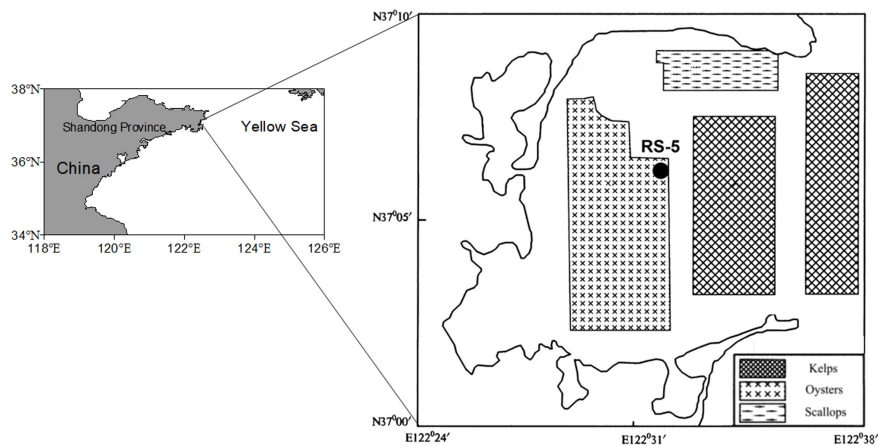 38°N
36°N
34°N
118°E 120°E 122°E 124°E 126°E
Shandong Province
Yellow Sea
China
N37⁰10′
N37⁰05′
N37⁰00′
E122⁰24′ E122⁰31′ E122⁰38′
RS-5
Kelps
Oysters
Scallops